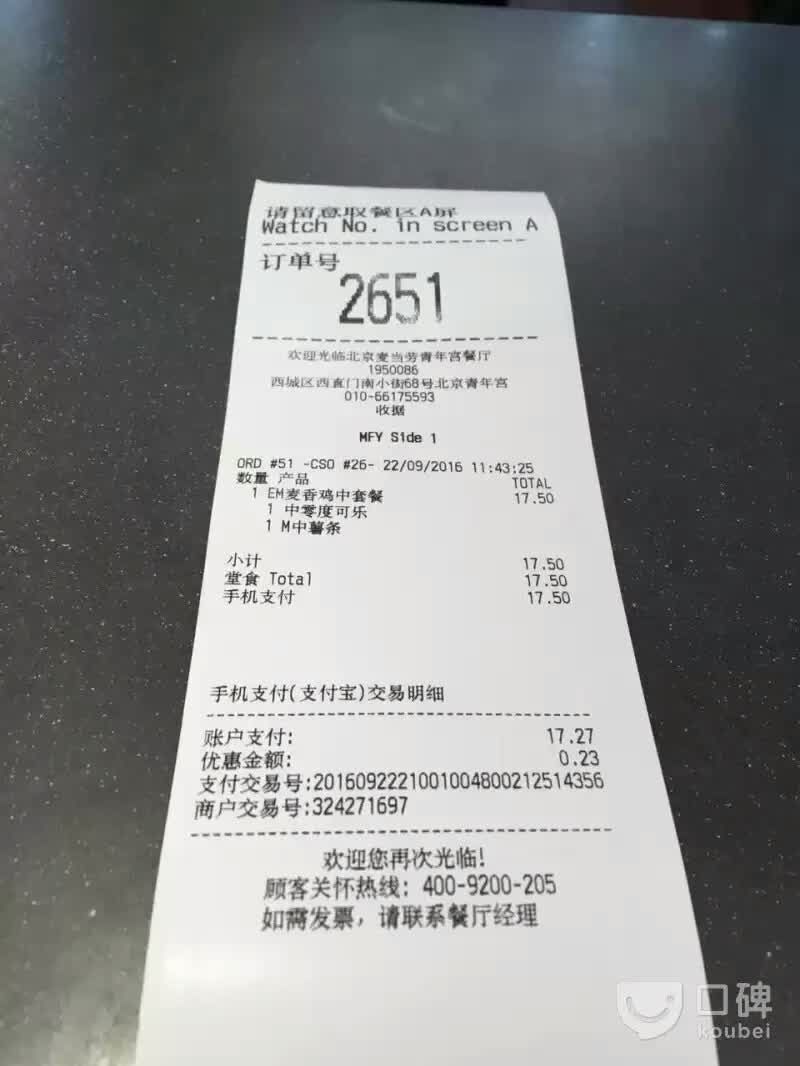 请留意取餐区A屏
Watch No. in screen A
订单号
2651
欢迎光临北京麦当劳青年宫餐厅
1950086
西城区西直门南小街68号北京青年宫
010-66175593
收据
MFY Side 1
ORD #51 -CSO #26- 22/09/2016 11:43:25
数量 产品 TOTAL
1 EM麦香鸡中套餐 17.50
1 中零度可乐
1 M中薯条
小计 17.50
堂食 Total 17.50
手机支付 17.50
手机支付(支付宝)交易明细
账户支付: 17.27
优惠金额: 0.23
支付交易号:2016092221001004800212514356
商户交易号:324271697
欢迎您再次光临!
顾客关怀热线: 400-9200-205
如需发票，请联系餐厅经理
口碑
koubei